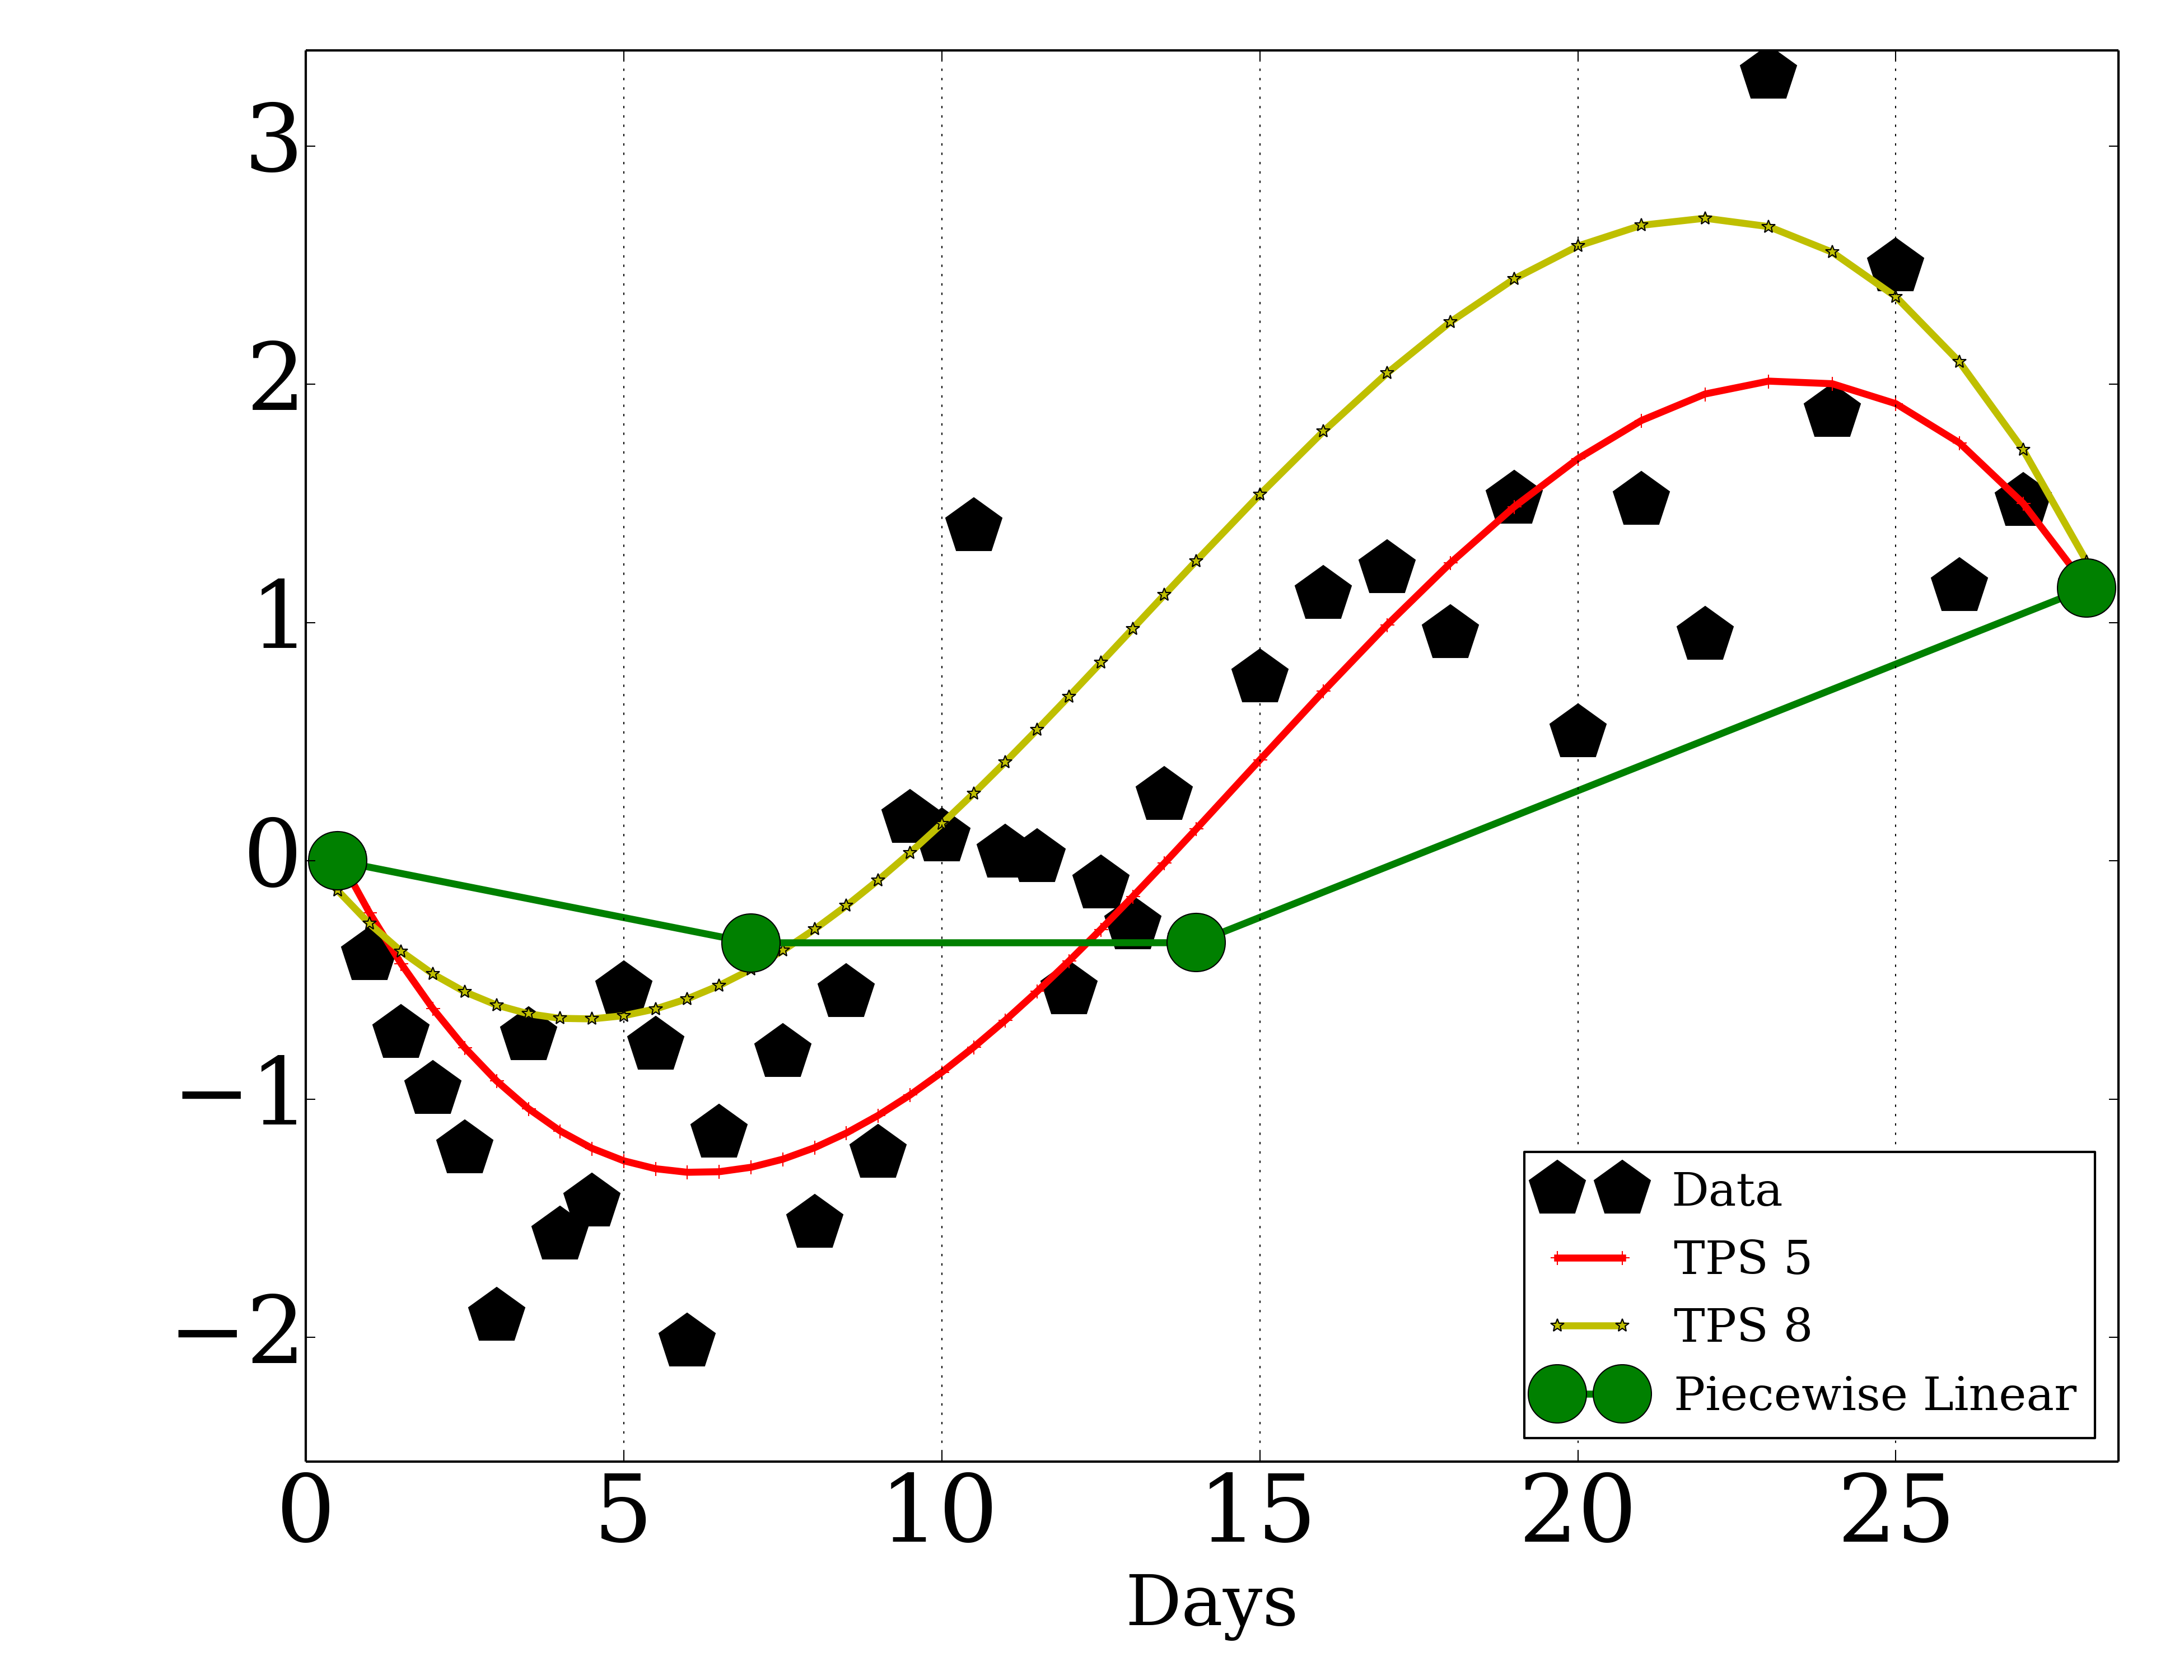 3
2
1
0
−1
−2
0 5 10 15 20 25
Days
Data
TPS 5
TPS 8
Piecewise Linear